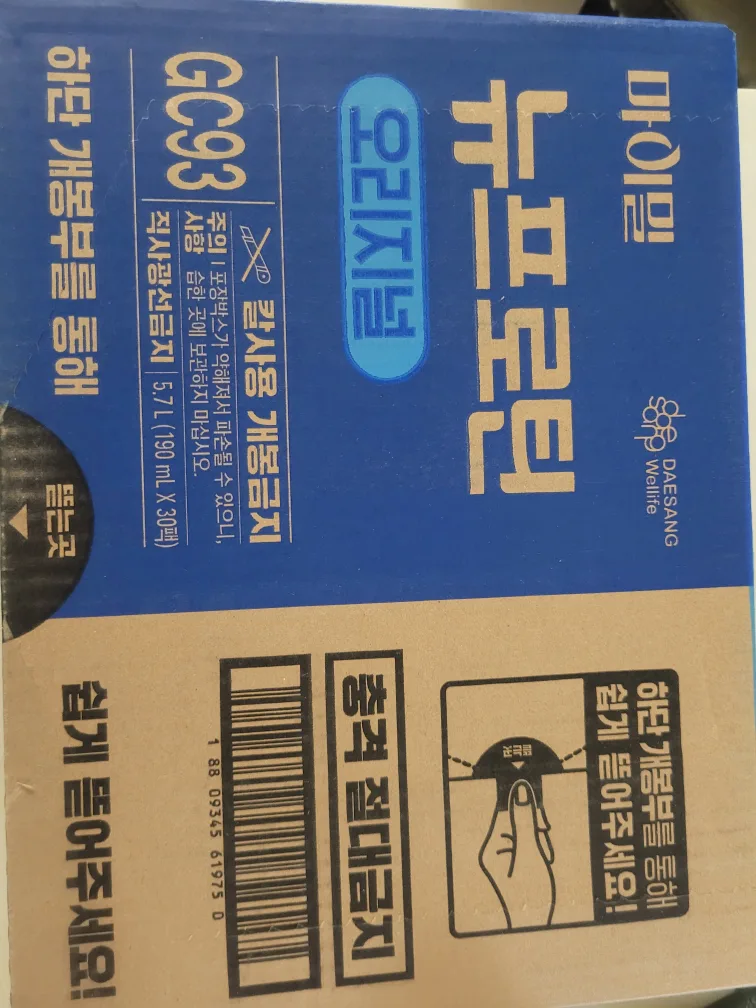 마이밀
daesang
DAESANG
Wellife
뉴프로틴
오리지널
GC93
칼사용 개봉금지
주의
사항
포장박스가 약해져서 파손될 수 있으니,
습한 곳에 보관하지 마십시오.
직사광선금지 | 5.7 L (190 mL X 30팩)
하단 개봉부를 통해
뜯는곳
하단 개봉부를 통해
쉽게 뜯어주세요!
뜯는곳
충격 절대금지
1 88 09345 61975 0
쉽게 뜯어주세요!